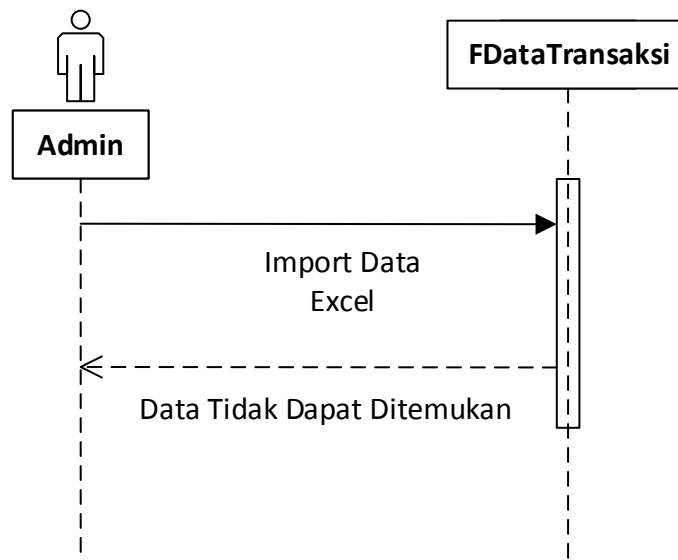 FDataTransaksi
Admin
Import Data
Excel
Data Tidak Dapat Ditemukan